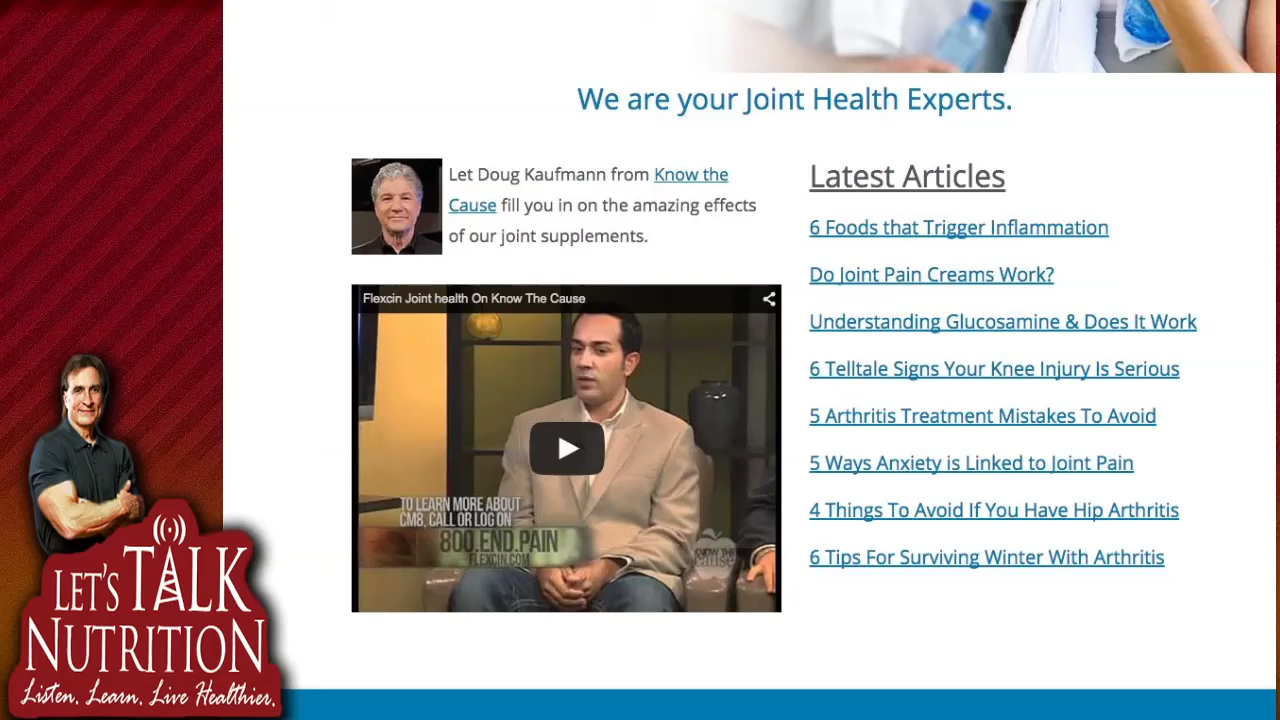 We are your Joint Health Experts.
Let Doug Kaufmann from Know the
Cause fill you in on the amazing effects
of our joint supplements.
Flexcin Joint health On Know The Cause
TO LEARN MORE ABOUT
CM8, CALL OR LOG ON
800.END.PAIN
FLEXCIN.COM
KNOW THE
cause
Latest Articles
6 Foods that Trigger Inflammation
Do Joint Pain Creams Work?
Understanding Glucosamine & Does It Work
6 Telltale Signs Your Knee Injury Is Serious
5 Arthritis Treatment Mistakes To Avoid
5 Ways Anxiety is Linked to Joint Pain
4 Things To Avoid If You Have Hip Arthritis
6 Tips For Surviving Winter With Arthritis
LET'S TALK
NUTRITION
Listen. Learn. Live Healthier.